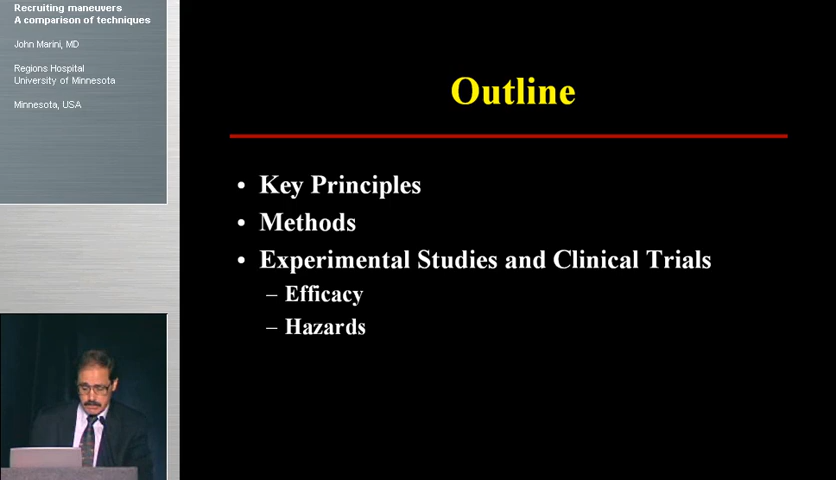 Recruiting maneuvers
A comparison of techniques
John Marini, MD
Regions Hospital
University of Minnesota
Minnesota, USA
Outline
• Key Principles
• Methods
• Experimental Studies and Clinical Trials
– Efficacy
– Hazards